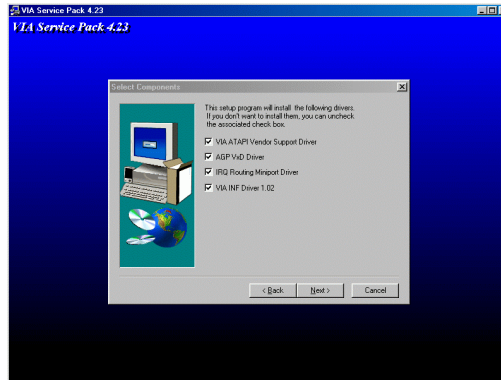 VIA Service Pack 4.23
VIA Service Pack 4.23
Select Components
This setup program will install the following drivers.
If you don't want to install them, you can uncheck
the associated check box.
VIA ATAPI Vendor Support Driver
AGP VxD Driver
IRQ Routing Miniport Driver
VIA INF Driver 1.02
< Back
Next >
Cancel